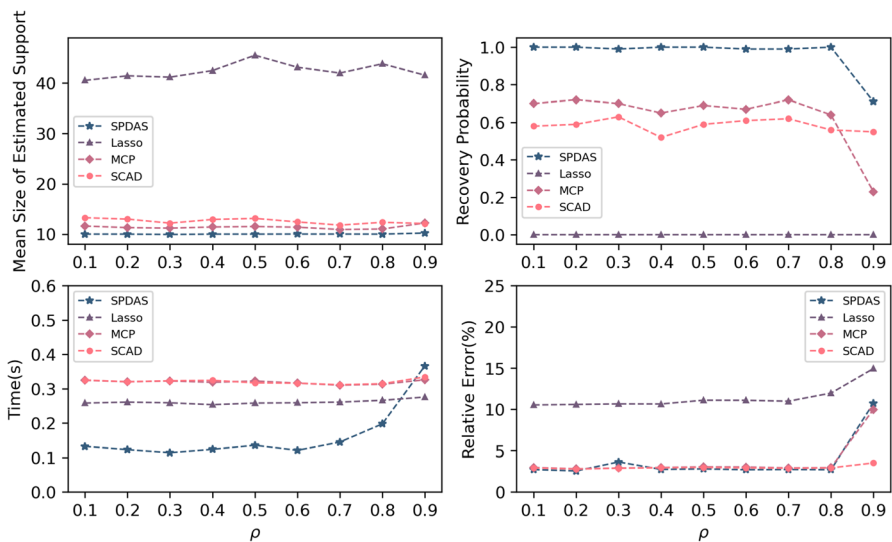 Mean Size of Estimated Support
40
30
20
10
SPDAS
Lasso
MCP
SCAD
0.1 0.2 0.3 0.4 0.5 0.6 0.7 0.8 0.9
Recovery Probability
1.0
0.8
0.6
0.4
0.2
0.0
SPDAS
Lasso
MCP
SCAD
0.1 0.2 0.3 0.4 0.5 0.6 0.7 0.8 0.9
Time(s)
0.6
0.5
0.4
0.3
0.2
0.1
0.0
SPDAS
Lasso
MCP
SCAD
0.1 0.2 0.3 0.4 0.5 0.6 0.7 0.8 0.9
ρ
Relative Error(%)
25
20
15
10
5
0
SPDAS
Lasso
MCP
SCAD
0.1 0.2 0.3 0.4 0.5 0.6 0.7 0.8 0.9
ρ